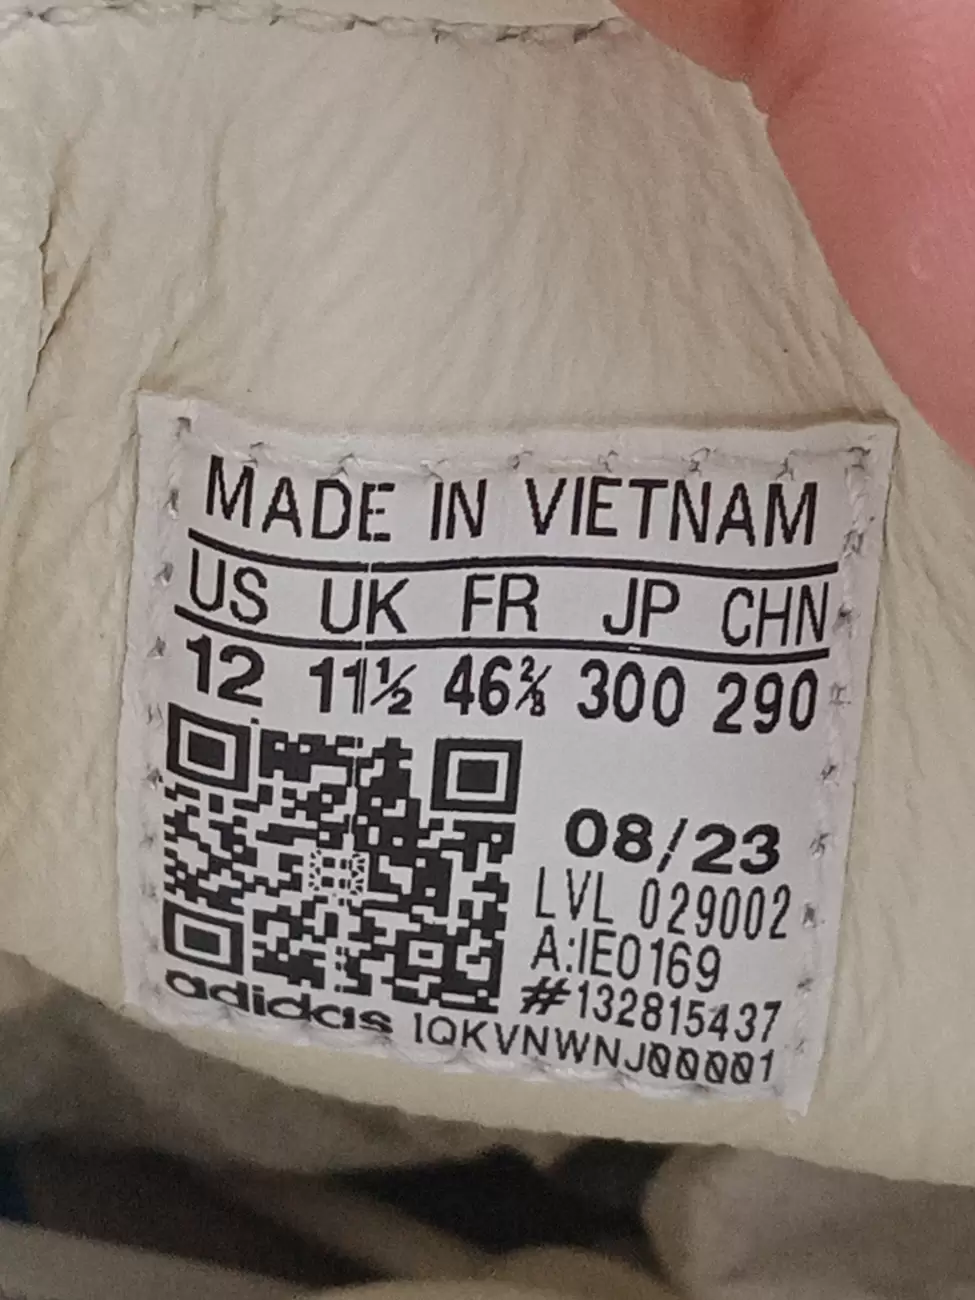 MADE IN VIETNAM
US UK FR JP CHN
12 11½ 46⅔ 300 290
08/23
LVL 029002
A:IE0169
#132815437
adidas 1QKVNWNJ00001